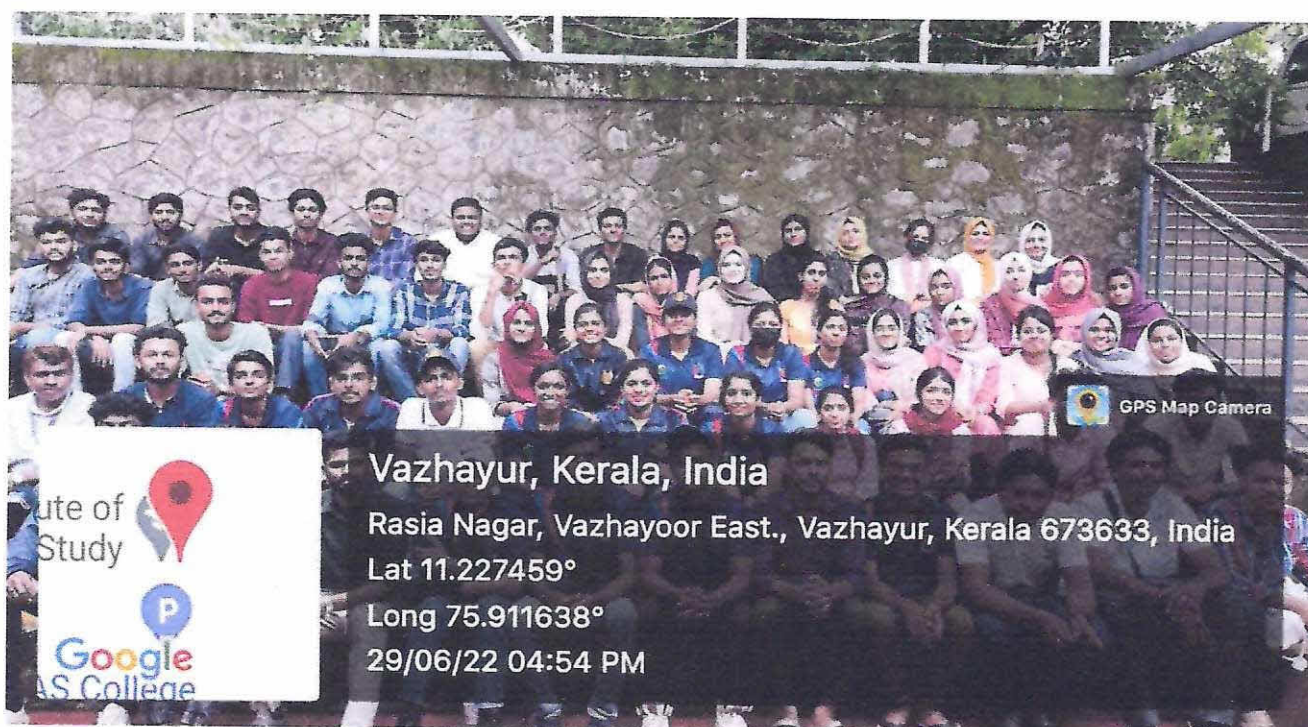 GPS Map Camera
Vazhayur, Kerala, India
Rasia Nagar, Vazhayoor East., Vazhayur, Kerala 673633, India
Lat 11.227459°
Long 75.911638°
29/06/22 04:54 PM
ute of
Study
P
Google
AS College